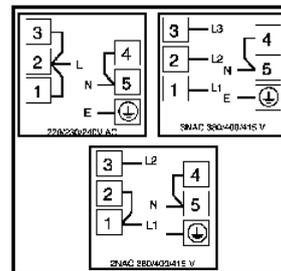 3 3 L3
2 L 4 2 L2 4
N 5 N 5
1 1 L1
E E
220/230/240V AC 3NAC 380/400/415 V
3 L2 4
2
N 5
1 L1
2NAC 380/400/415 V